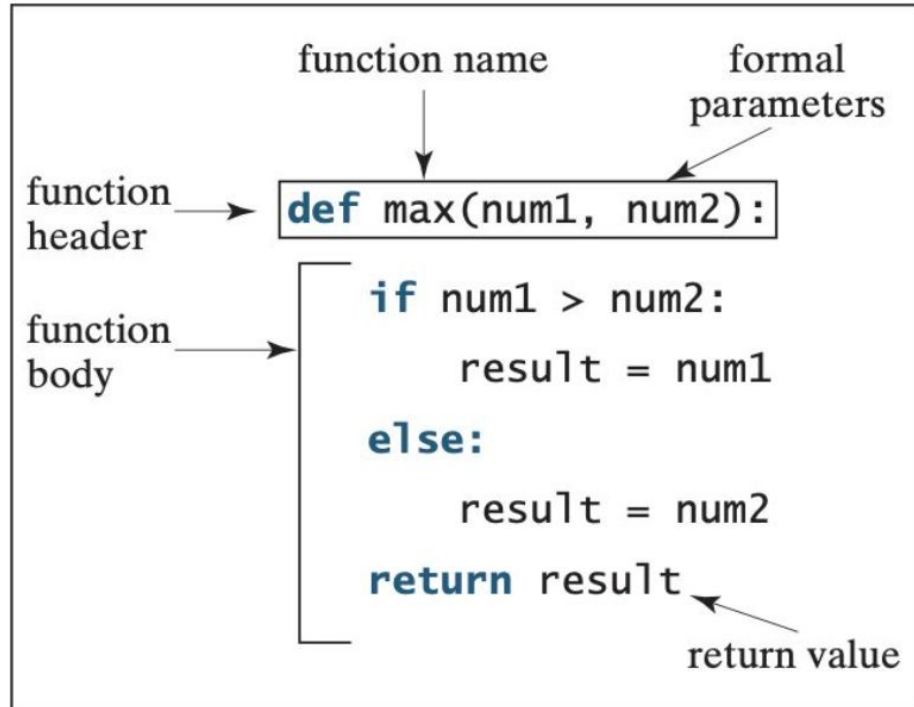 function name
formal
parameters
function
header
def max(num1, num2):
function
body
if num1 > num2:
result = num1
else:
result = num2
return result
return value